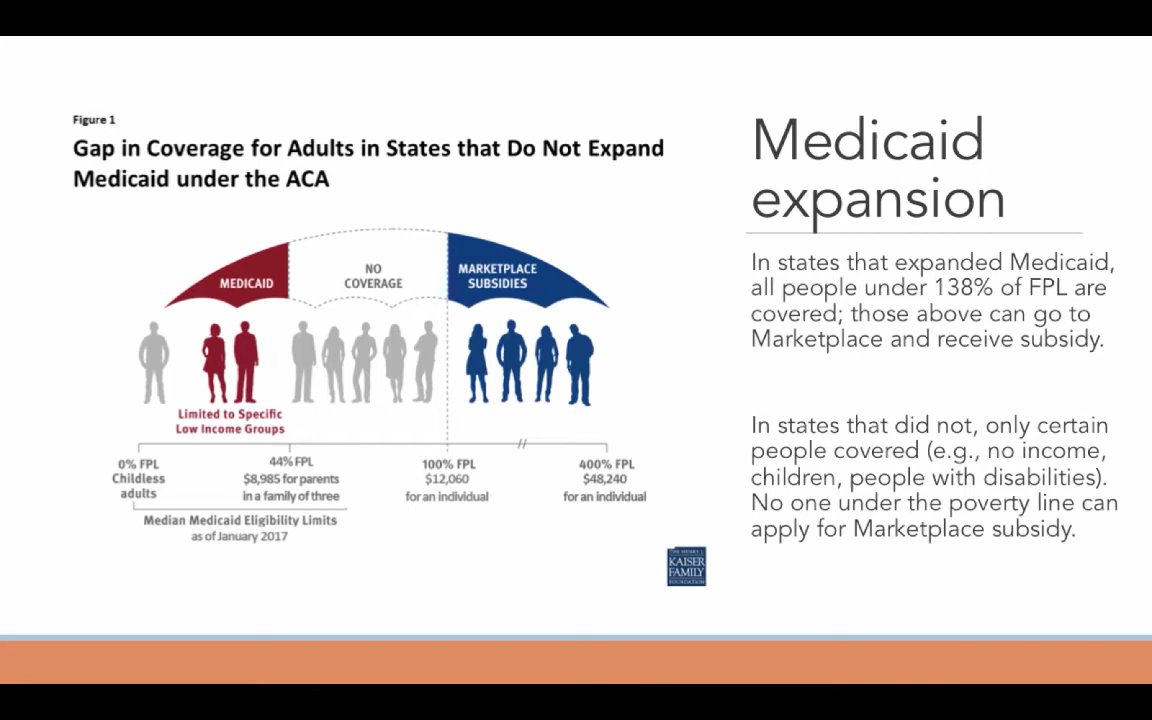 Figure 1
Gap in Coverage for Adults in States that Do Not Expand
Medicaid under the ACA
MEDICAID
NO
COVERAGE
MARKETPLACE
SUBSIDIES
Limited to Specific
Low Income Groups
0% FPL
Childless
adults
44% FPL
$8,985 for parents
in a family of three
100% FPL
$12,060
for an individual
400% FPL
$48,240
for an individual
Median Medicaid Eligibility Limits
as of January 2017
THE HENRY J.
KAISER
FAMILY
FOUNDATION
Medicaid
expansion
In states that expanded Medicaid,
all people under 138% of FPL are
covered; those above can go to
Marketplace and receive subsidy.
In states that did not, only certain
people covered (e.g., no income,
children, people with disabilities).
No one under the poverty line can
apply for Marketplace subsidy.